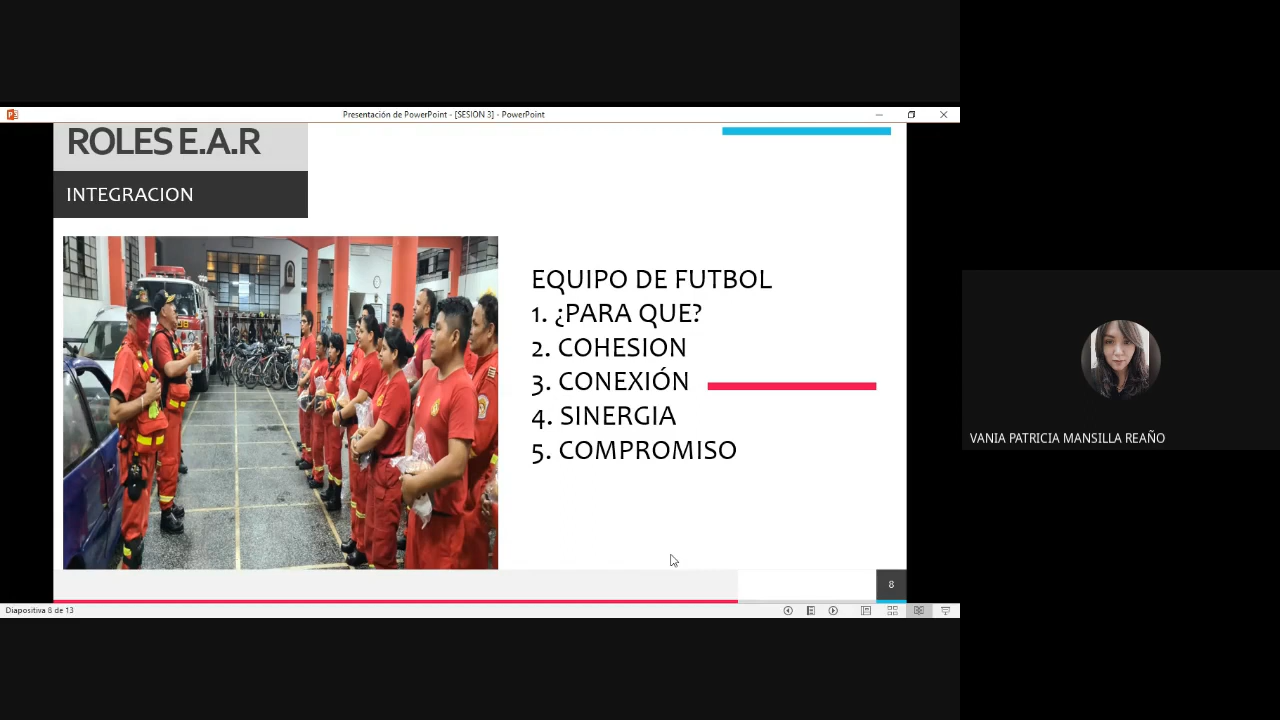 Presentación de PowerPoint - [SESION 3] - PowerPoint
ROLES E.A.R
INTEGRACION
EQUIPO DE FUTBOL
1. ¿PARA QUE?
2. COHESION
3. CONEXIÓN
4. SINERGIA
5. COMPROMISO
VANIA PATRICIA MANSILLA REAÑO
8
Diapositiva 8 de 13